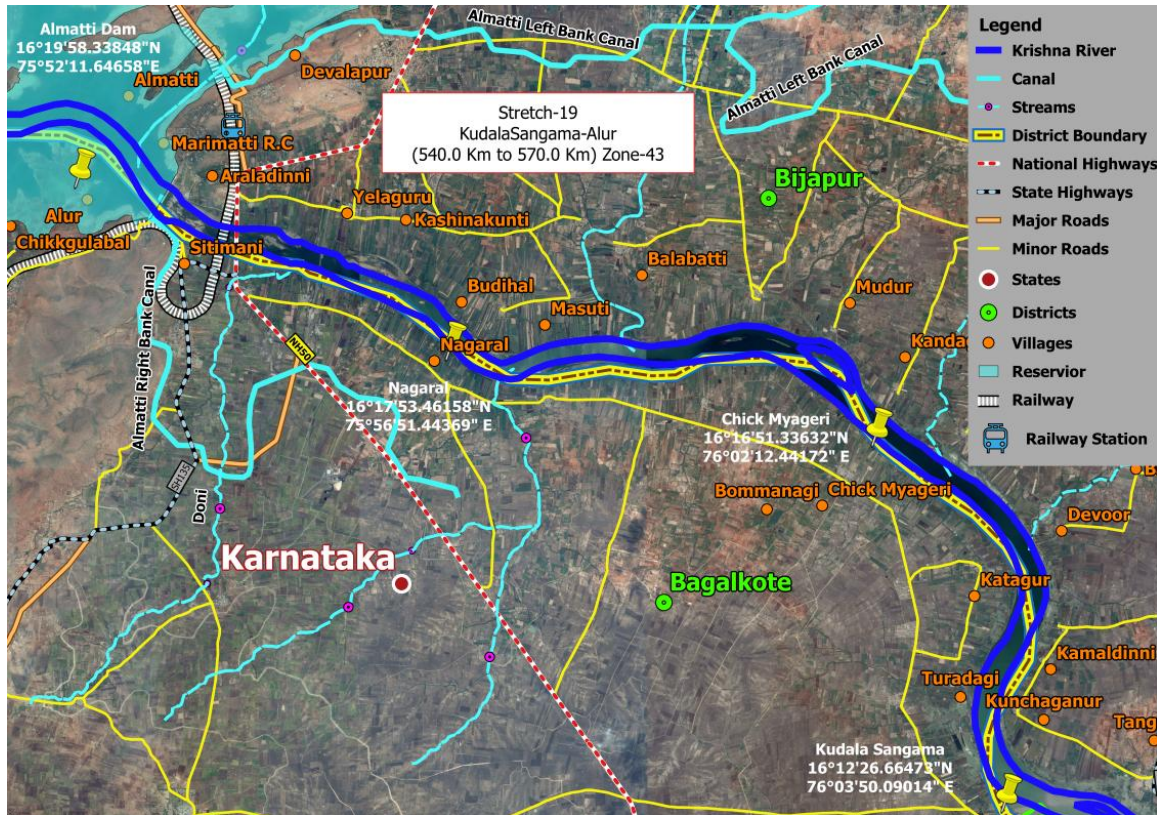 Almatti Dam
16°19'58.33848"N
75°52'11.64658"E
Almatti
Devalapur
Almatti Left Bank Canal
Almatti Left Bank Canal
Stretch-19
KudalaSangama-Alur
(540.0 Km to 570.0 Km) Zone-43
Marimatti R.C
Araladinni
Bijapur
Yelaguru
Kashinakunti
Alur
Chikkgulabal
Sitimani
Balabatti
Budihal
Masuti
Mudur
Almatti Right Bank Canal
NH50
Nagaral
Nagaral
16°17'53.46158"N
75°56'51.44369" E
Chick Myageri
16°16'51.33632"N
76°02'12.44172" E
SH135
Doni
Bommanagi
Chick Myageri
Devoor
Karnataka
Bagalkote
Katagur
Kamaldinni
Turadagi
Kunchaganur
Kudala Sangama
16°12'26.66473"N
76°03'50.09014" E
Legend
Krishna River
Canal
Streams
District Boundary
National Highways
State Highways
Major Roads
Minor Roads
States
Districts
Villages
Reservior
Railway
Railway Station